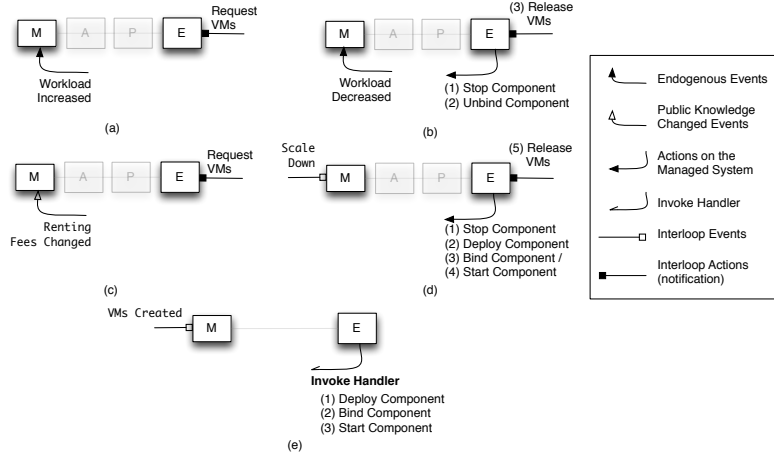 Request
VMs
M
A
P
E
Workload
Increased
(a)
(3) Release
VMs
M
A
P
E
Workload
Decreased
(1) Stop Component
(2) Unbind Component
(b)
Request
VMs
M
A
P
E
Renting
Fees Changed
(c)
Scale
Down
(5) Release
VMs
M
A
P
E
(1) Stop Component
(2) Deploy Component
(3) Bind Component /
(4) Start Component
(d)
VMs Created
M
E
Invoke Handler
(1) Deploy Component
(2) Bind Component
(3) Start Component
(e)
Endogenous Events
Public Knowledge
Changed Events
Actions on the
Managed System
Invoke Handler
Interloop Events
Interloop Actions
(notification)